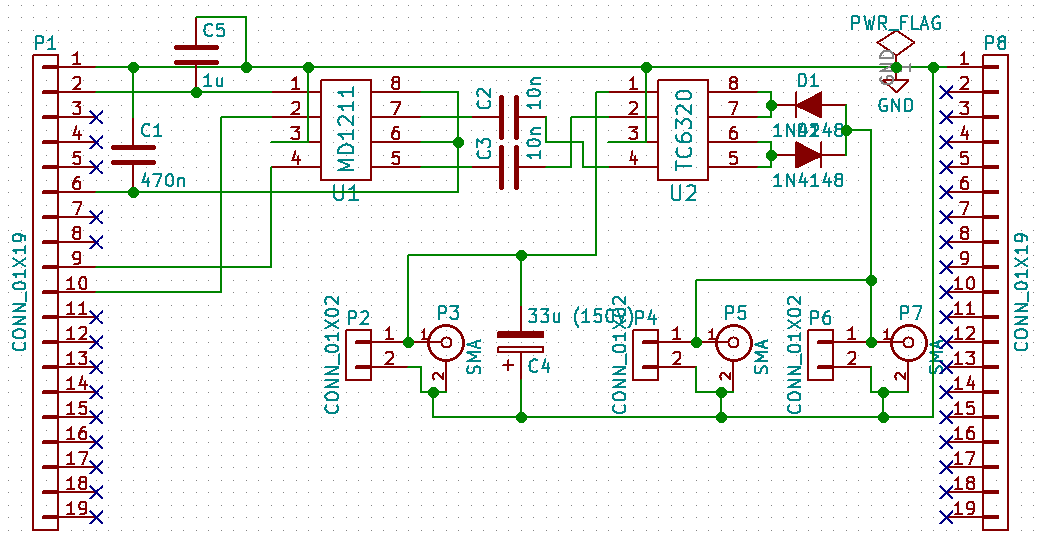 PWR_FLAG
P1
C5
P8
GND
1
2
3
4
5
6
7
8
9
10
11
12
13
14
15
16
17
18
19
CONN_01X19
1u
C1
470n
1
2
3
4
MD1211
8
7
6
5
U1
C2
10n
C3
10n
1
2
3
4
TC6320
8
7
6
5
U2
D1
1N4148
1N4148
GND
P2
CONN_01X02
1
2
P3
1
2
SMA
33u (150V)
C4
P4
CONN_01X02
1
2
P5
1
2
SMA
P6
CONN_01X02
1
2
P7
1
2
SMA
1
2
3
4
5
6
7
8
9
10
11
12
13
14
15
16
17
18
19
CONN_01X19